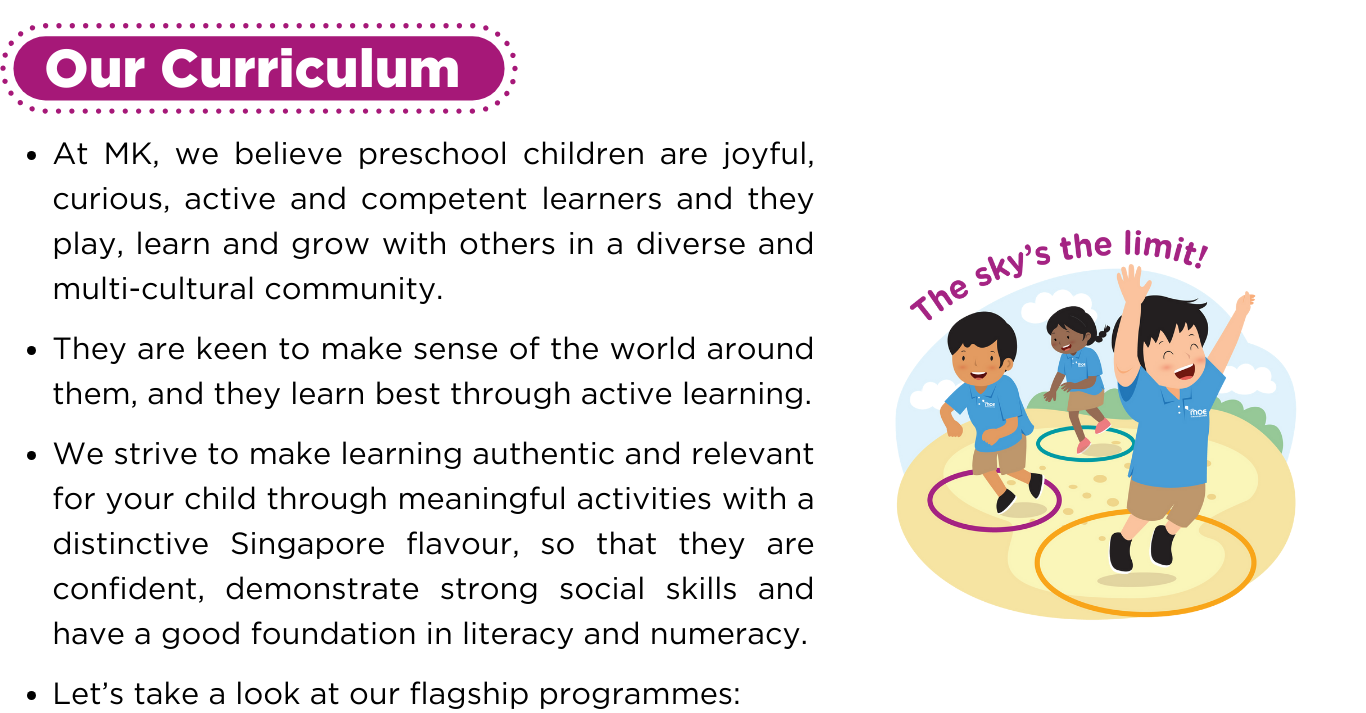 Our Curriculum
• At MK, we believe preschool children are joyful,
curious, active and competent learners and they
play, learn and grow with others in a diverse and
multi-cultural community.
• They are keen to make sense of the world around
them, and they learn best through active learning.
• We strive to make learning authentic and relevant
for your child through meaningful activities with a
distinctive Singapore flavour, so that they are
confident, demonstrate strong social skills and
have a good foundation in literacy and numeracy.
• Let’s take a look at our flagship programmes:
The sky’s the limit!
moe
moe
moe